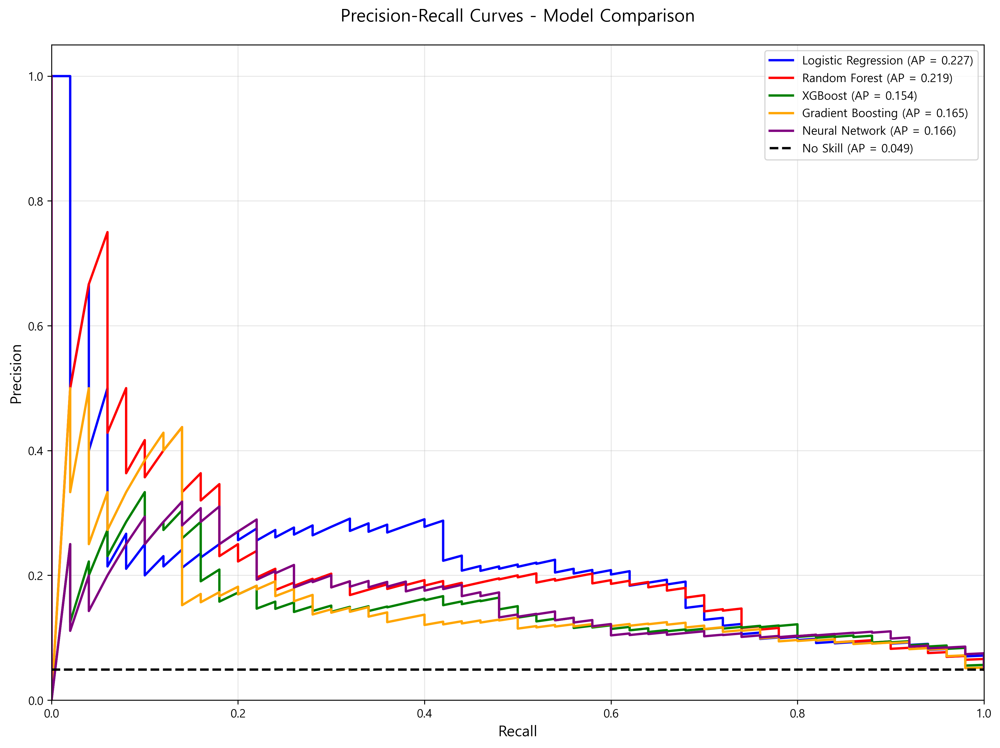 Precision-Recall Curves - Model Comparison
Logistic Regression (AP = 0.227)
Random Forest (AP = 0.219)
XGBoost (AP = 0.154)
Gradient Boosting (AP = 0.165)
Neural Network (AP = 0.166)
No Skill (AP = 0.049)
Precision
1.0
0.8
0.6
0.4
0.2
0.0
0.0 0.2 0.4 0.6 0.8 1.0
Recall